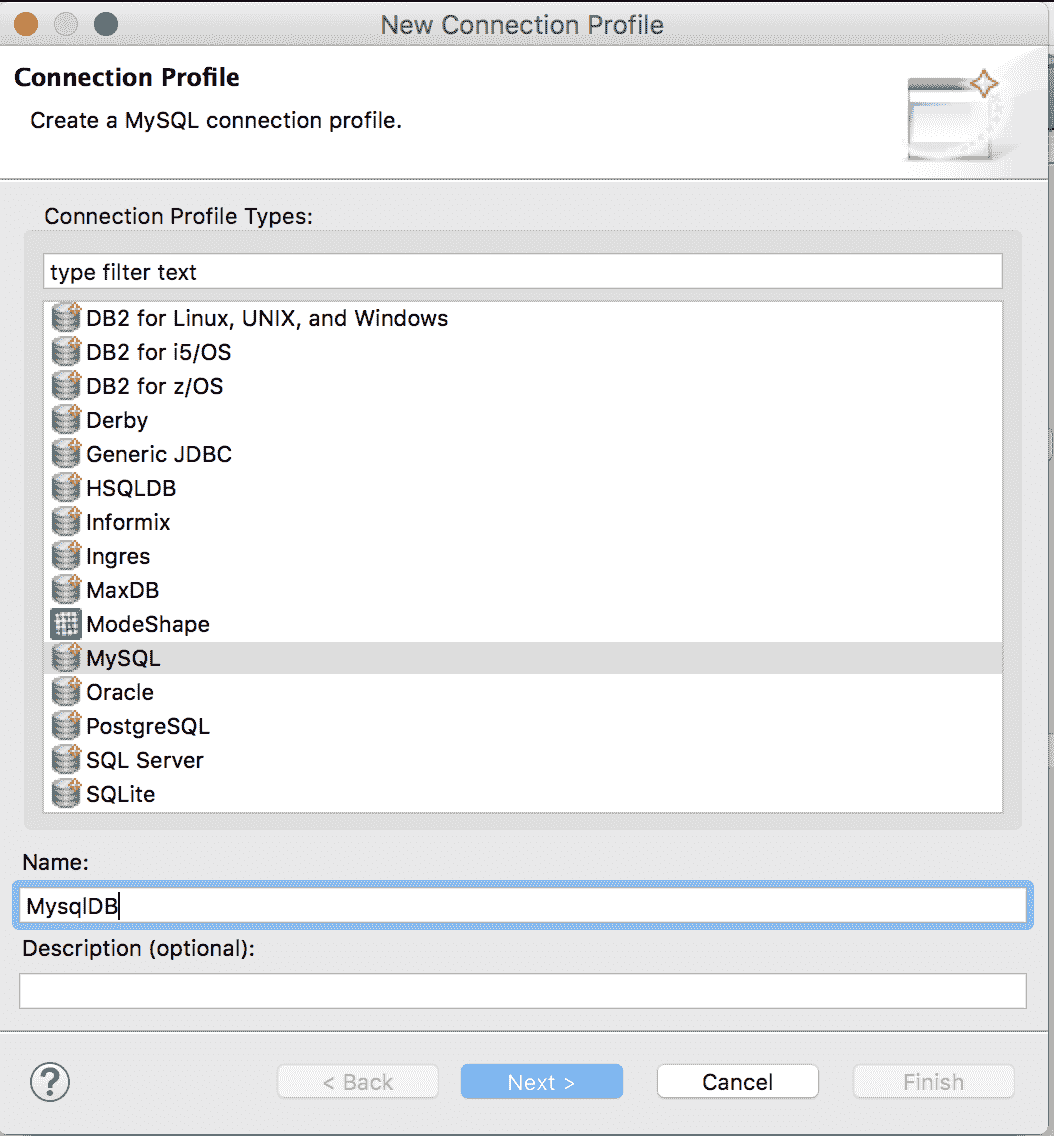 New Connection Profile
Connection Profile
Create a MySQL connection profile.
Connection Profile Types:
type filter text
DB2 for Linux, UNIX, and Windows
DB2 for i5/OS
DB2 for z/OS
Derby
Generic JDBC
HSQLDB
Informix
Ingres
MaxDB
ModeShape
MySQL
Oracle
PostgreSQL
SQL Server
SQLite
Name:
MysqlDB
Description (optional):
? < Back Next > Cancel Finish